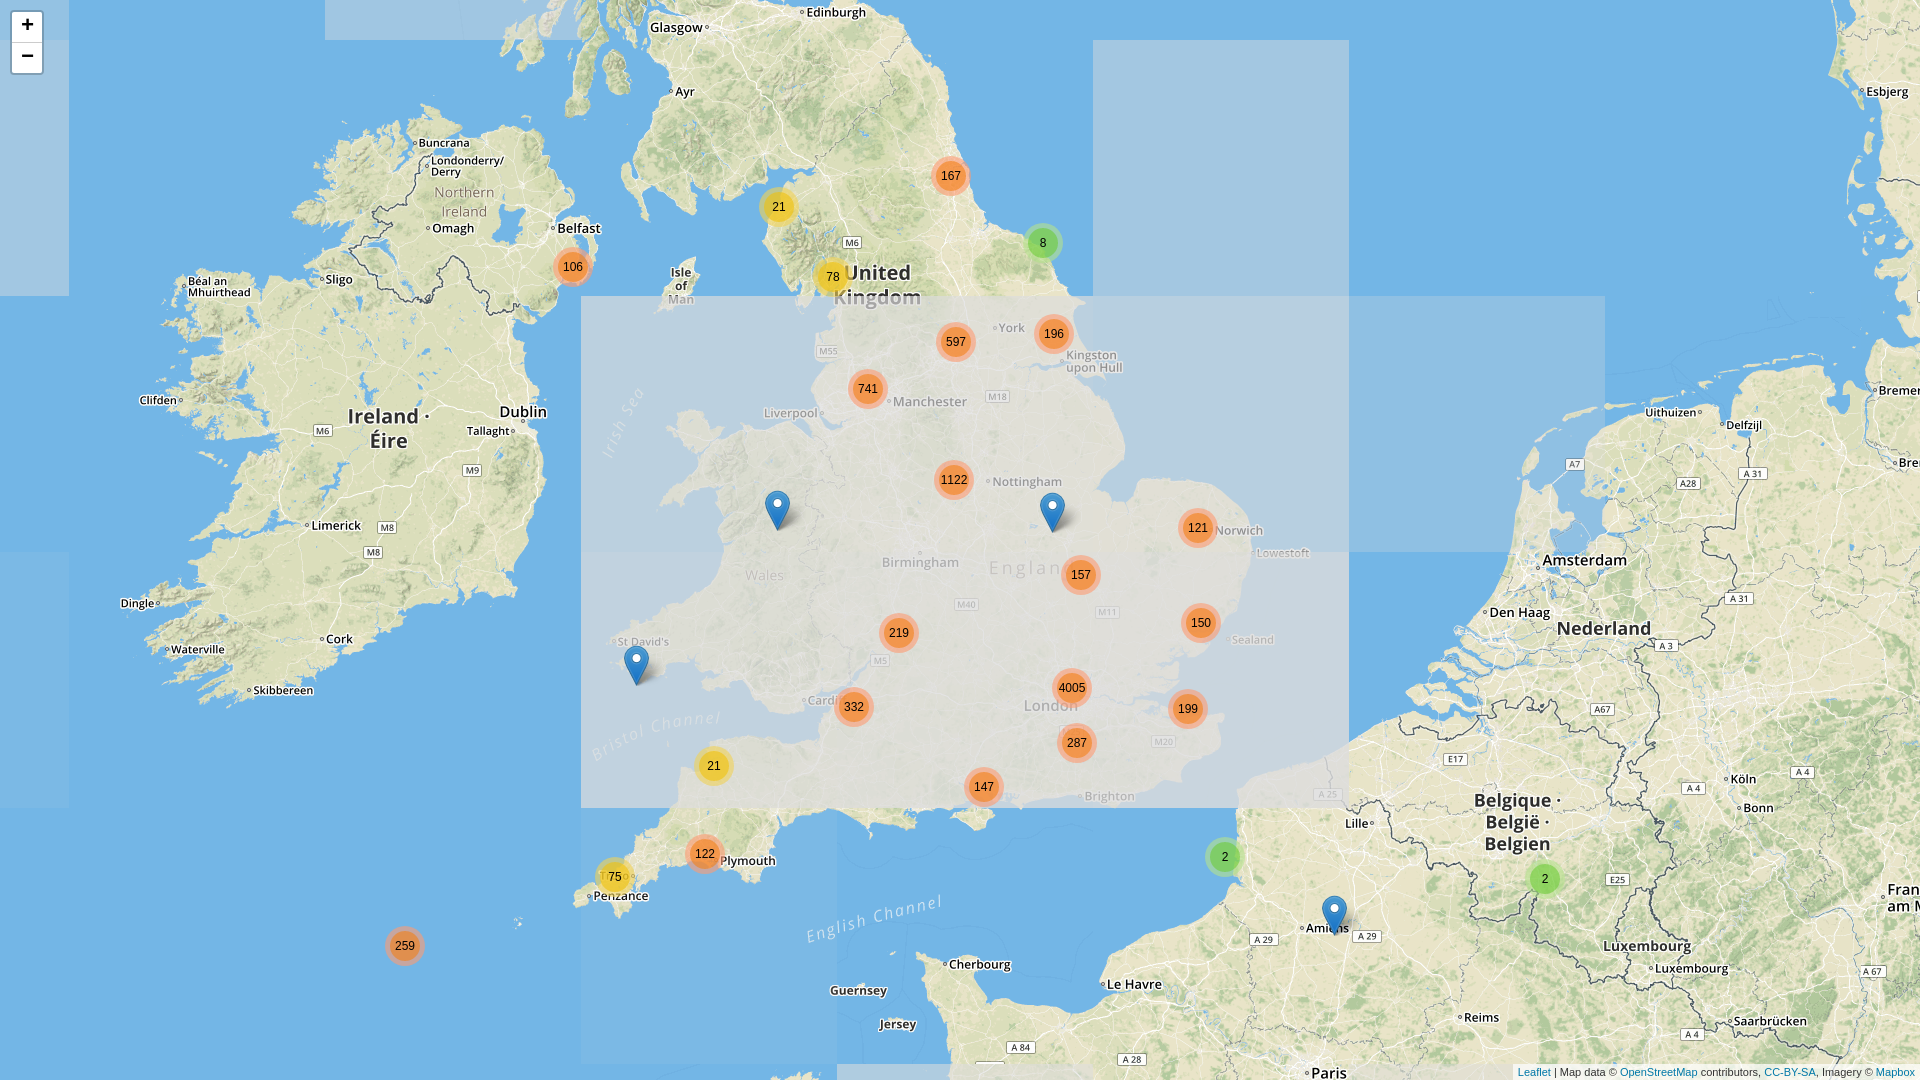 +
−
Edinburgh
Glasgow
Ayr
Esbjerg
Buncrana
Londonderry/
Derry
Northern
Ireland
Omagh
Belfast
106
Sligo
Béal an
Mhuirthead
Isle
of
Man
167
21
8
M6
78
United
Kingdom
597
York
196
Kingston
upon Hull
M55
741
Manchester
M18
Liverpool
Irish Sea
Clifden
Ireland ·
Éire
M6
Dublin
Tallaght
M9
Limerick
M8
M8
Dingle
Cork
Waterville
Skibbereen
1122
Nottingham
121
Norwich
Lowestoft
Birmingham
Wales
157
M40
M11
219
150
Sealand
St David's
M5
4005
London
199
332
287
M20
Bristol Channel
21
147
Brighton
A 25
122
Plymouth
75
Penzance
259
English Channel
Guernsey
Jersey
Cherbourg
Le Havre
A 84
A 28
A 29
Amiens
A 29
2
Lille
Paris
Reims
Uithuizen
Delfzijl
A7
A28
A 31
Amsterdam
Den Haag
A 31
Nederland
A 3
A67
E17
A 4
Köln
A 4
Bonn
Belgique ·
België ·
Belgien
2
E25
Luxembourg
Luxembourg
A 67
Saarbrücken
A 4
Leaflet | Map data © OpenStreetMap contributors, CC-BY-SA, Imagery © Mapbox